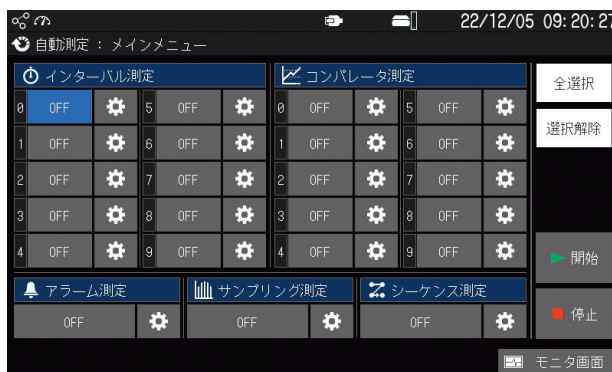 22/12/05 09:20:27
自動測定 : メインメニュー
インターバル測定
0 OFF 5 OFF
1 OFF 6 OFF
2 OFF 7 OFF
3 OFF 8 OFF
4 OFF 9 OFF
コンパレータ測定
0 OFF 5 OFF
1 OFF 6 OFF
2 OFF 7 OFF
3 OFF 8 OFF
4 OFF 9 OFF
全選択
選択解除
開始
停止
アラーム測定
OFF
サンプリング測定
OFF
シーケンス測定
OFF
モニタ画面